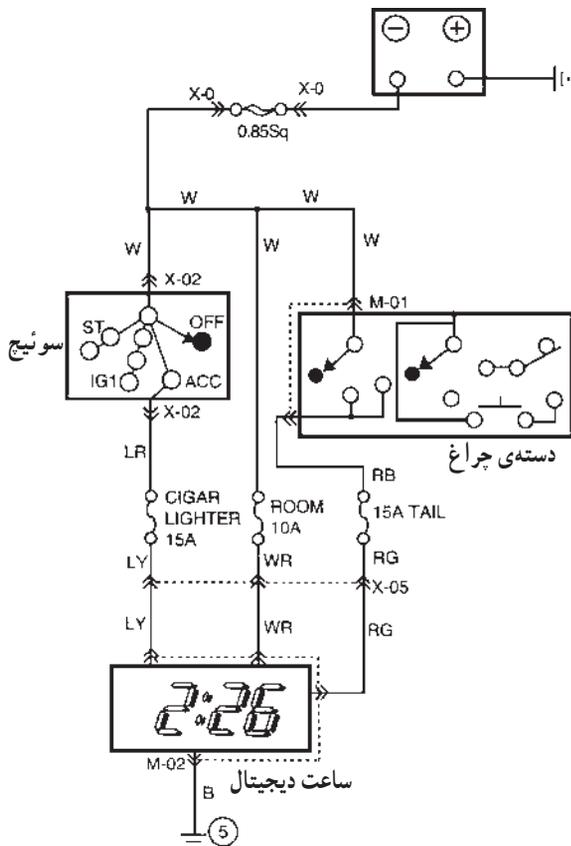 − +
X-0 X-0
0.85Sq
W W
W W W
X-02 M-01
ST OFF
سوئیچ
IG1 ACC
X-02
دسته‌ی چراغ
LR RB
CIGAR LIGHTER 15A
ROOM 10A
15A TAIL
LY WR RG
X-05
LY WR RG
2:26
M-02
ساعت دیجیتال
B
5